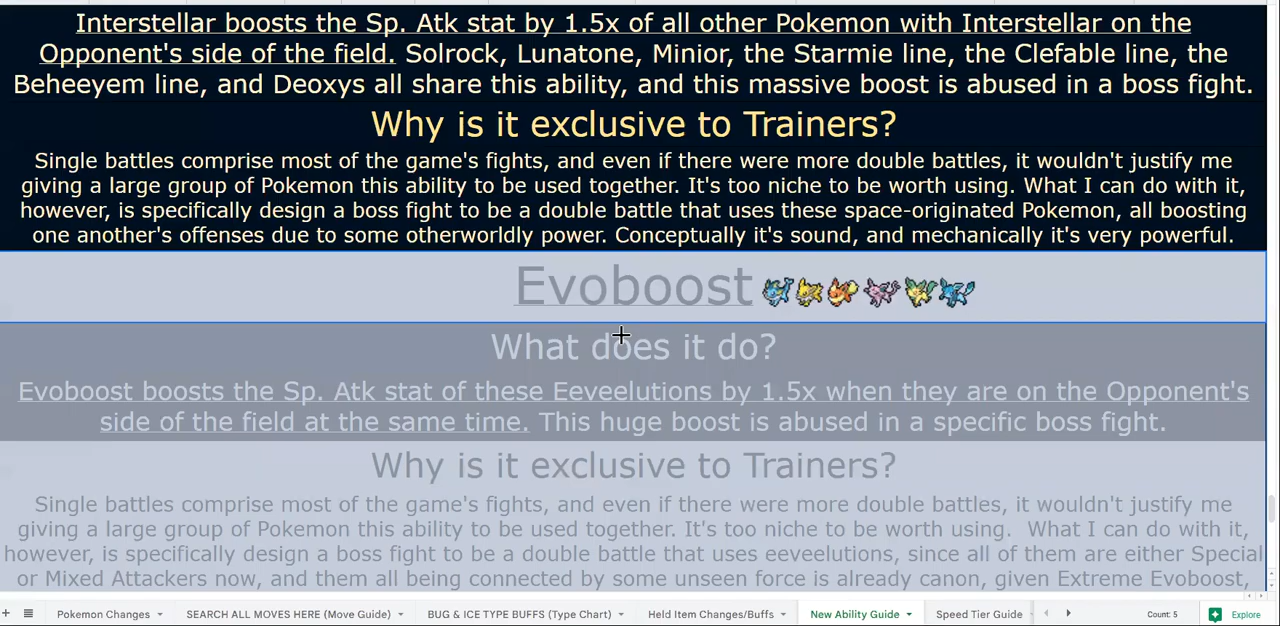 Interstellar boosts the Sp. Atk stat by 1.5x of all other Pokemon with Interstellar on the
Opponent's side of the field. Solrock, Lunatone, Minior, the Starmie line, the Clefable line, the
Beheeyem line, and Deoxys all share this ability, and this massive boost is abused in a boss fight.
Why is it exclusive to Trainers?
Single battles comprise most of the game's fights, and even if there were more double battles, it wouldn't justify me
giving a large group of Pokemon this ability to be used together. It's too niche to be worth using. What I can do with it,
however, is specifically design a boss fight to be a double battle that uses these space-originated Pokemon, all boosting
one another's offenses due to some otherworldly power. Conceptually it's sound, and mechanically it's very powerful.
Evoboost
What does it do?
Evoboost boosts the Sp. Atk stat of these Eeveelutions by 1.5x when they are on the Opponent's
side of the field at the same time. This huge boost is abused in a specific boss fight.
Why is it exclusive to Trainers?
Single battles comprise most of the game's fights, and even if there were more double battles, it wouldn't justify me
giving a large group of Pokemon this ability to be used together. It's too niche to be worth using. What I can do with it,
however, is specifically design a boss fight to be a double battle that uses eeveelutions, since all of them are either Special
or Mixed Attackers now, and them all being connected by some unseen force is already canon, given Extreme Evoboost,
Pokemon Changes SEARCH ALL MOVES HERE (Move Guide) BUG & ICE TYPE BUFFS (Type Chart) Held Item Changes/Buffs New Ability Guide Speed Tier Guide Count: 5 Explore